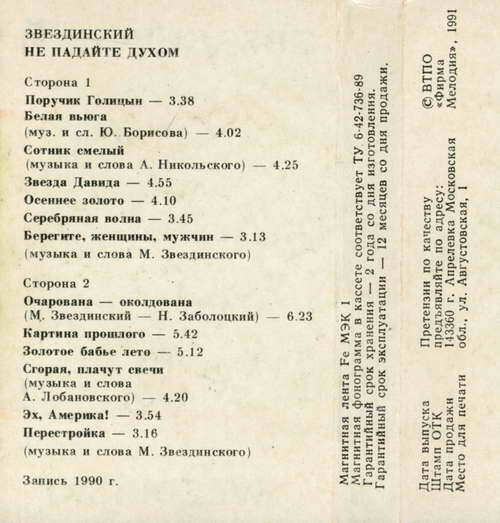 ЗВЕЗДИНСКИЙ
НЕ ПАДАЙТЕ ДУХОМ
Сторона 1
Поручик Голицын — 3.38
Белая вьюга
(муз. и сл. Ю. Борисова) — 4.02
Сотник смелый
(музыка и слова А. Никольского) — 4.25
Звезда Давида — 4.55
Осеннее золото — 4.10
Серебряная волна — 3.45
Берегите, женщины, мужчин — 3.13
(музыка и слова М. Звездинского)
Сторона 2
Очарована — околдована
(М. Звездинский — Н. Заболоцкий) — 6.23
Картина прошлого — 5.42
Золотое бабье лето — 5.12
Сгорая, плачут свечи
(музыка и слова
А. Лобановского) — 4.20
Эх, Америка! — 3.54
Перестройка — 3.16
(музыка и слова М. Звездинского)
Запись 1990 г.
Магнитная лента Fe МЭК 1
Магнитная фонограмма в кассете соответствует ТУ 6-42-736-89
Гарантийный срок хранения — 2 года со дня изготовления.
Гарантийный срок эксплуатации — 12 месяцев со дня продажи.
Дата выпуска
Штамп ОТК
Дата продажи
Место для печати
Претензии по качеству
предъявляйте по адресу:
143360 г. Апрелевка Московская
обл., ул. Августовская, 1
© ВТПО
«Фирма
Мелодия», 1991